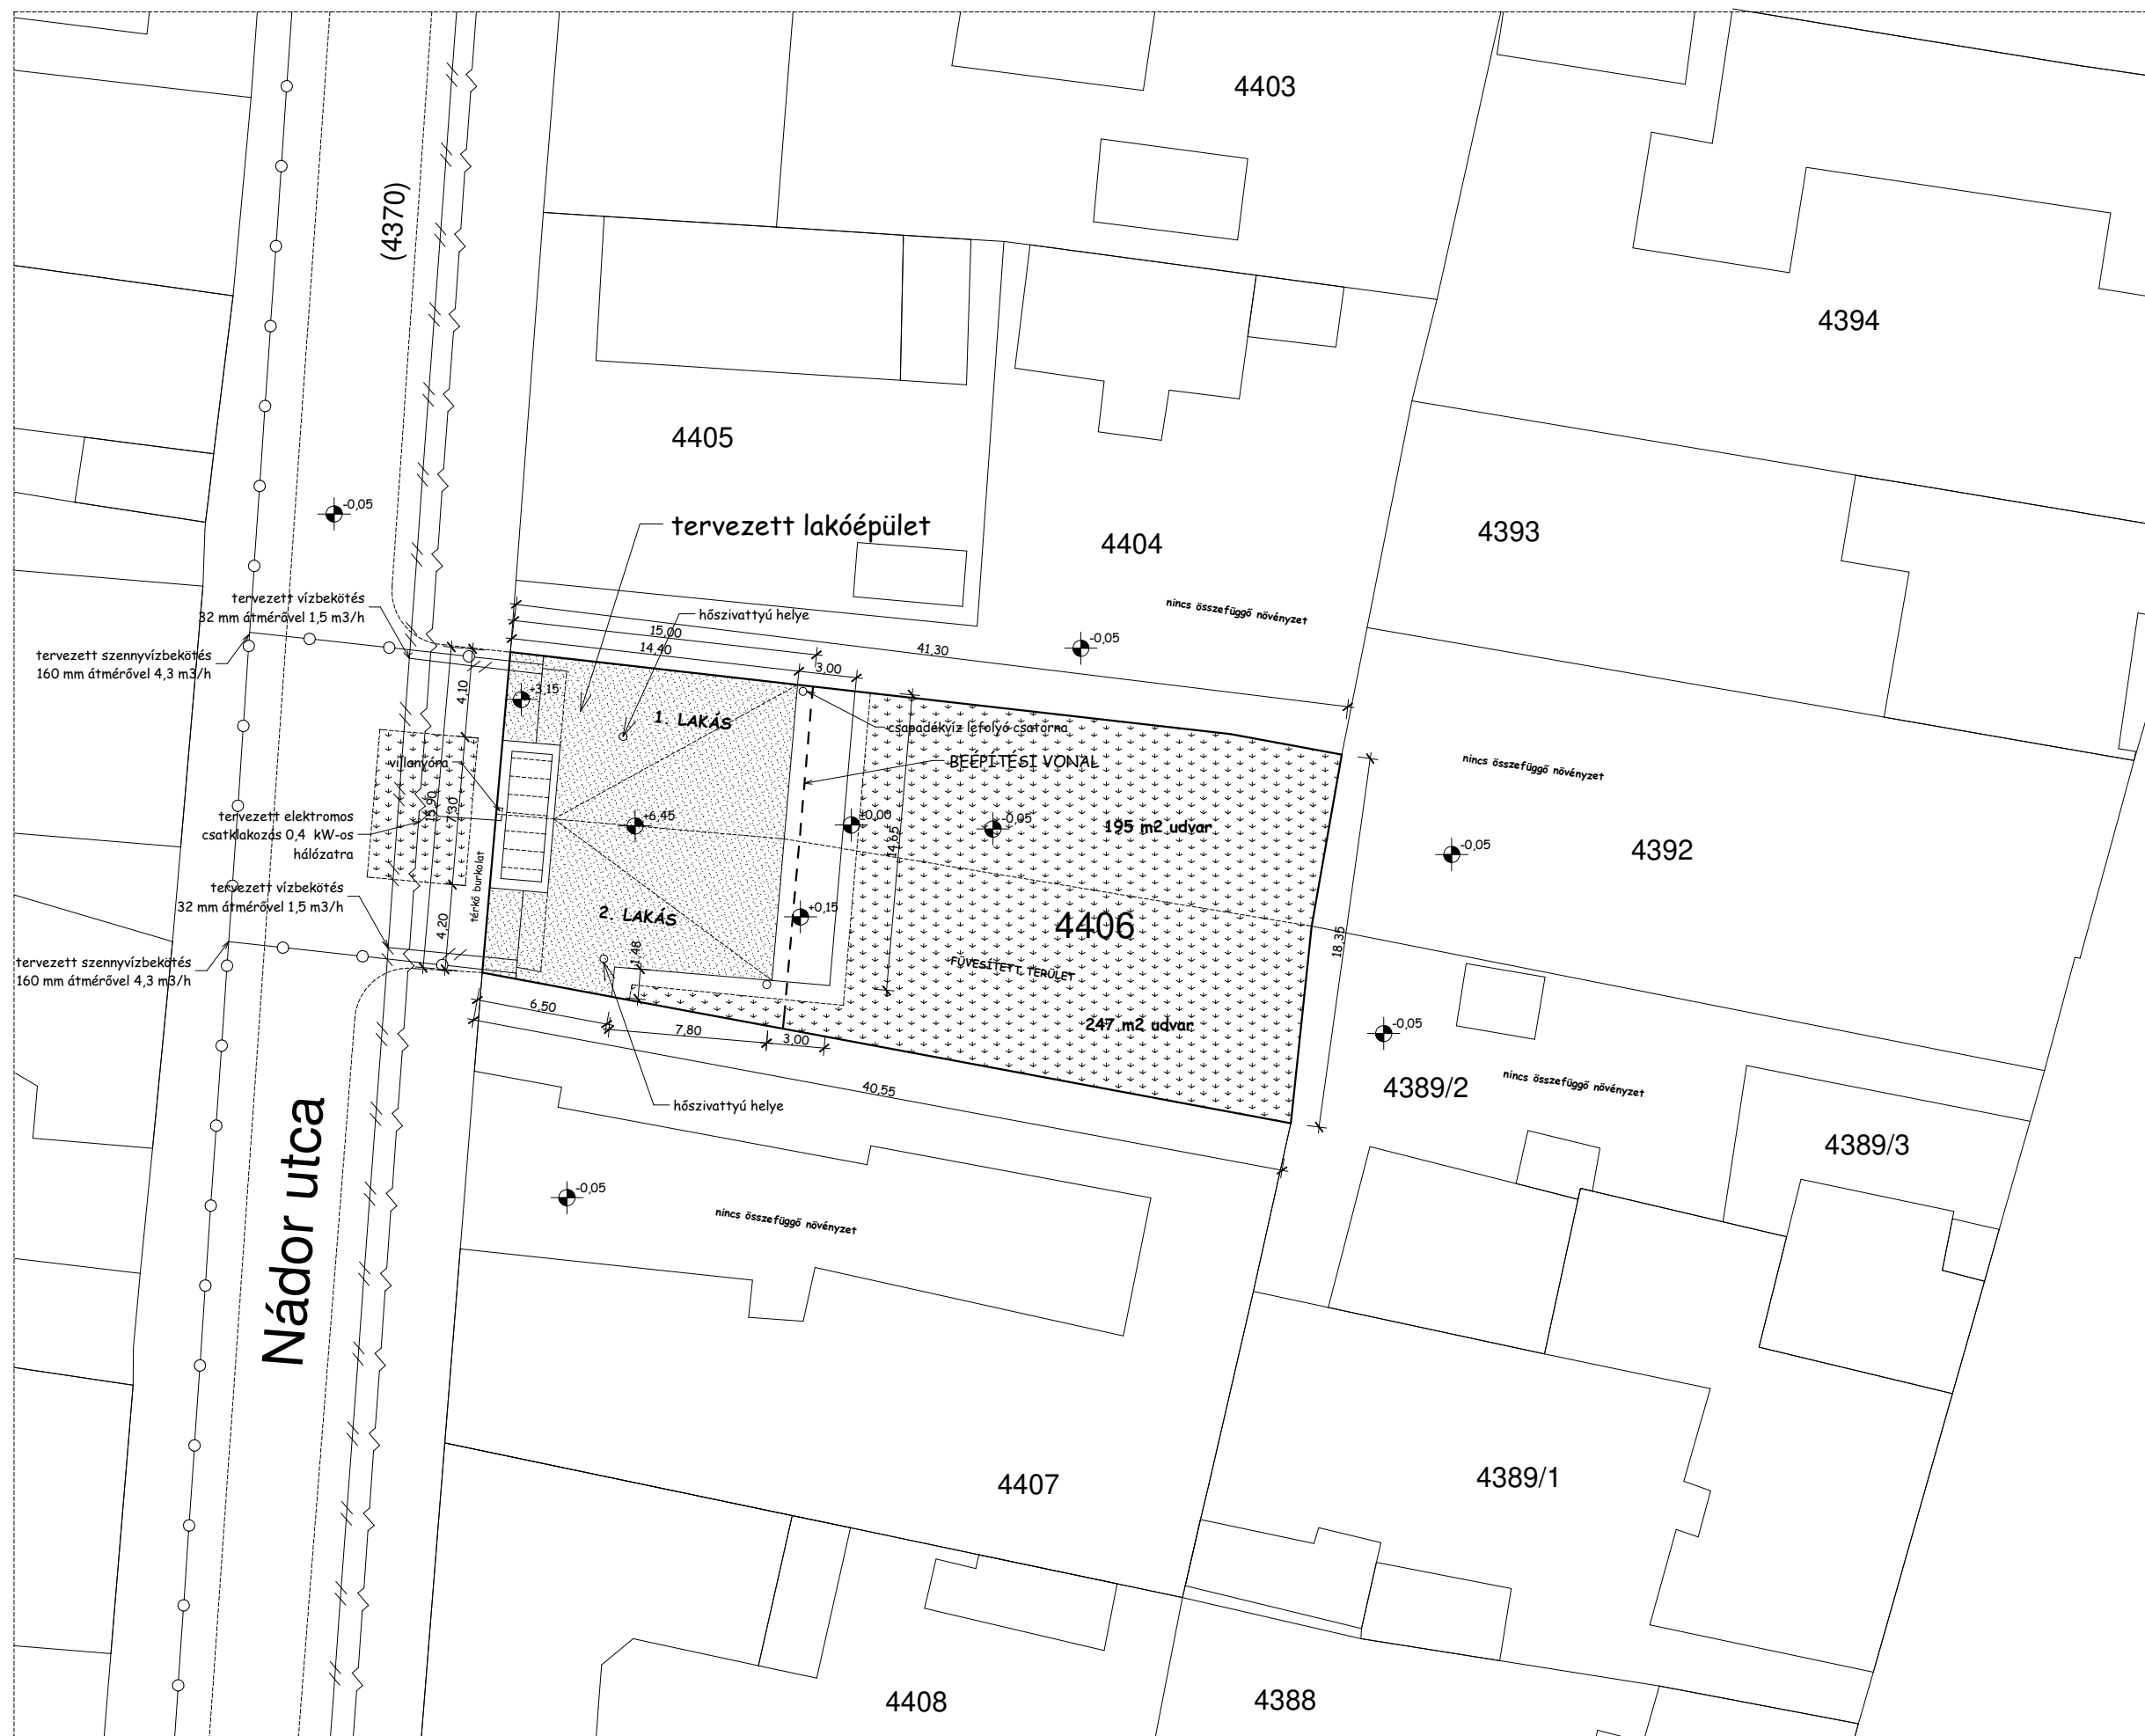 4403
(4370)
4394
4405
-0,05
tervezett lakóépület
4404
4393
tervezett vízbekötés
32 mm átmérővel 1,5 m3/h
hőszivattyú helye
nincs összefüggő növényzet
15,00
14,40
41,30
-0,05
tervezett szennyvízbekötés
160 mm átmérővel 4,3 m3/h
3,00
4,10
+3,15
1. LAKÁS
csapadékvíz lefolyó csatorna
villanyóra
BEÉPÍTÉSI VONAL
nincs összefüggő növényzet
15,90
7,30
tervezett elektromos
csatklakozás 0,4 kW-os
hálózatra
+6,45
±0,00
14,65
-0,05
195 m2 udvar
-0,05
4392
térkő burkolat
tervezett vízbekötés
32 mm átmérővel 1,5 m3/h
4,20
2. LAKÁS
+0,15
4406
18,35
1,48
tervezett szennyvízbekötés
160 mm átmérővel 4,3 m3/h
FÜVESÍTETT TERÜLET
6,50
7,80
3,00
247 m2 udvar
-0,05
40,55
hőszivattyú helye
4389/2
nincs összefüggő növényzet
4389/3
Nádor utca
-0,05
nincs összefüggő növényzet
4407
4389/1
4408
4388